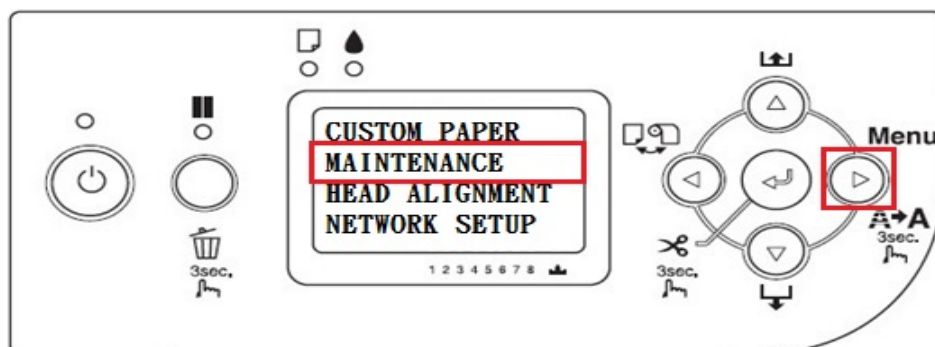 CUSTOM PAPER
MAINTENANCE
HEAD ALIGNMENT
NETWORK SETUP
1 2 3 4 5 6 7 8
3sec.
Menu
A→A
3sec.
3sec.